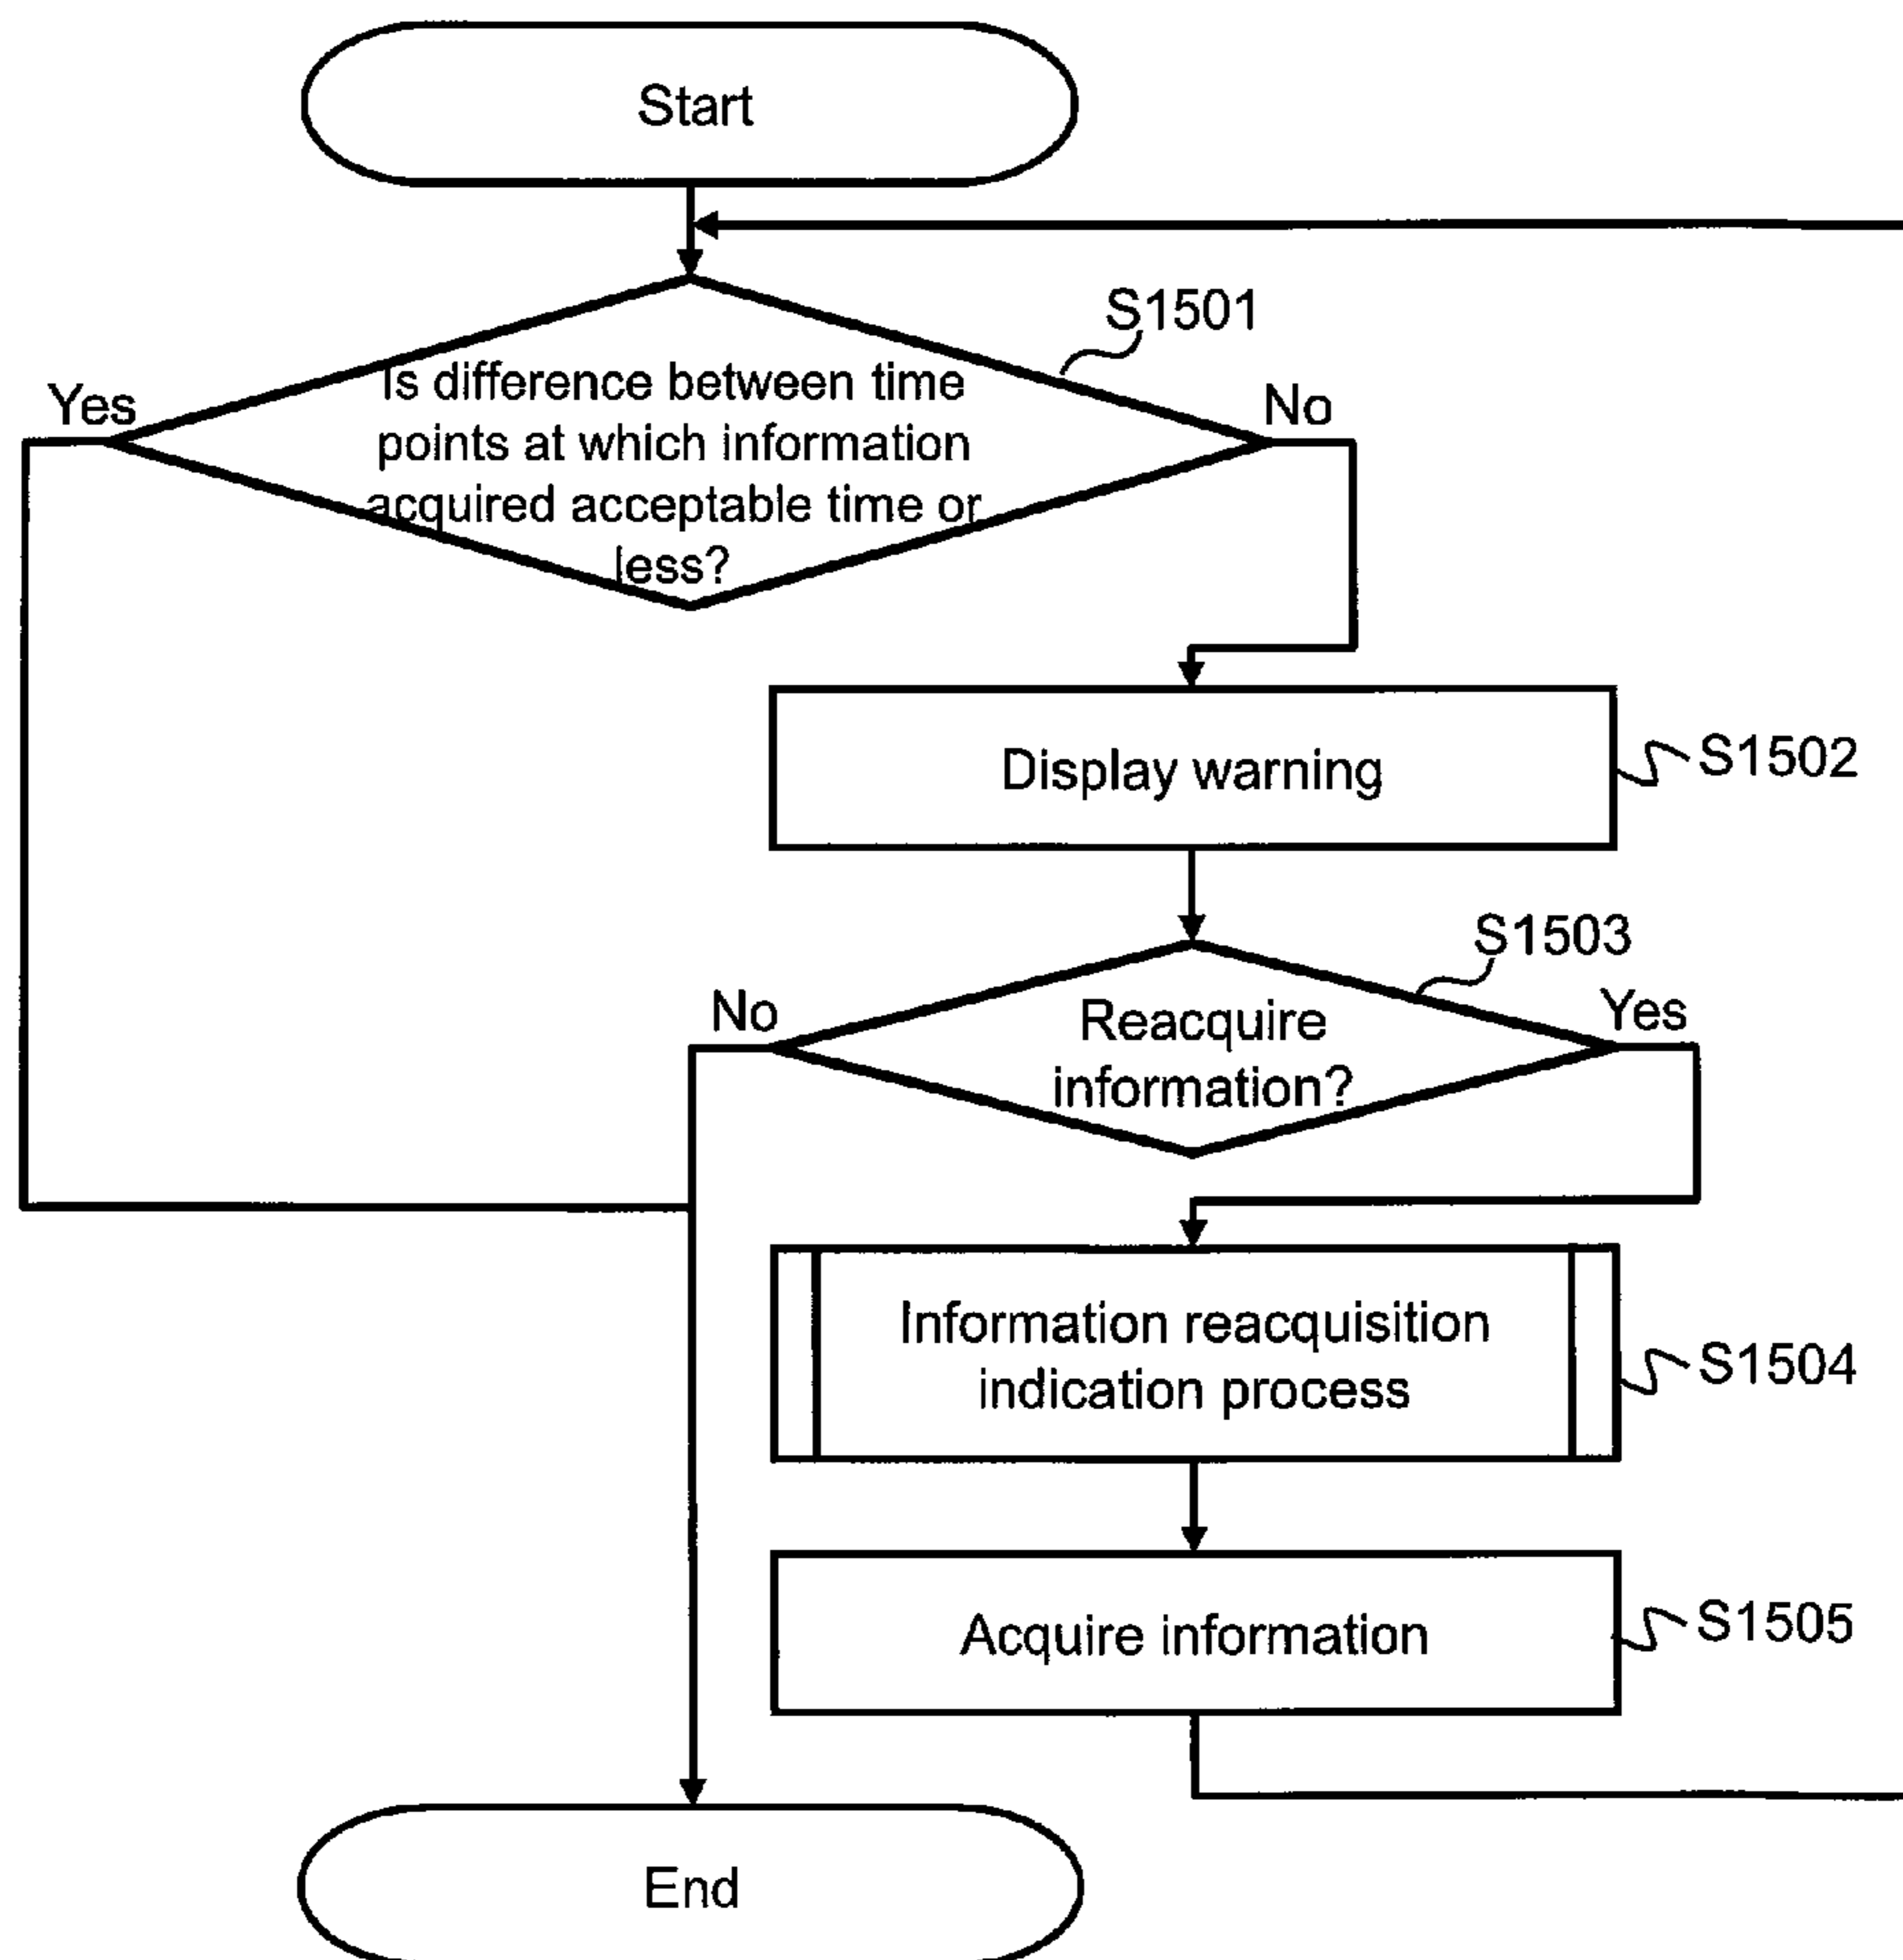 Start
S1501
Yes
No
Is difference between time
points at which information
acquired acceptable time or
less?
Display warning
S1502
S1503
No
Yes
Reacquire
information?
Information reacquisition
indication process
S1504
Acquire information
S1505
End